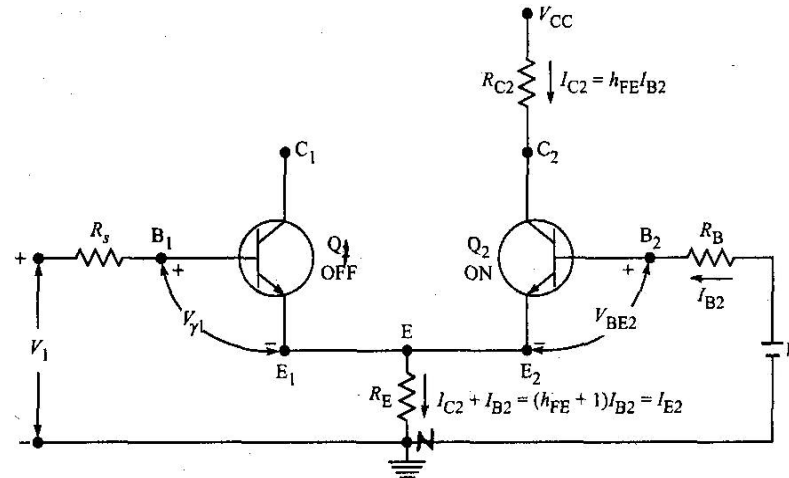 V_CC
R_C2
I_C2 = h_FE I_B2
C_1
C_2
R_s
B_1
Q
OFF
Q_2
ON
B_2
R_B
+
+
+
I_B2
V_γ1
V_BE2
V_1
−
E
−
E_1
E_2
R_E
I_C2 + I_B2 = (h_FE + 1)I_B2 = I_E2
−
N